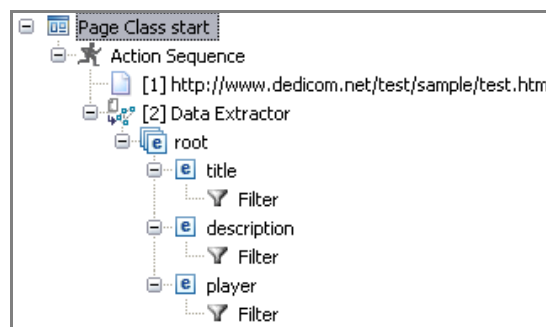 Page Class start
Action Sequence
[1] http://www.dedicom.net/test/sample/test.htm
[2] Data Extractor
root
title
Filter
description
Filter
player
Filter